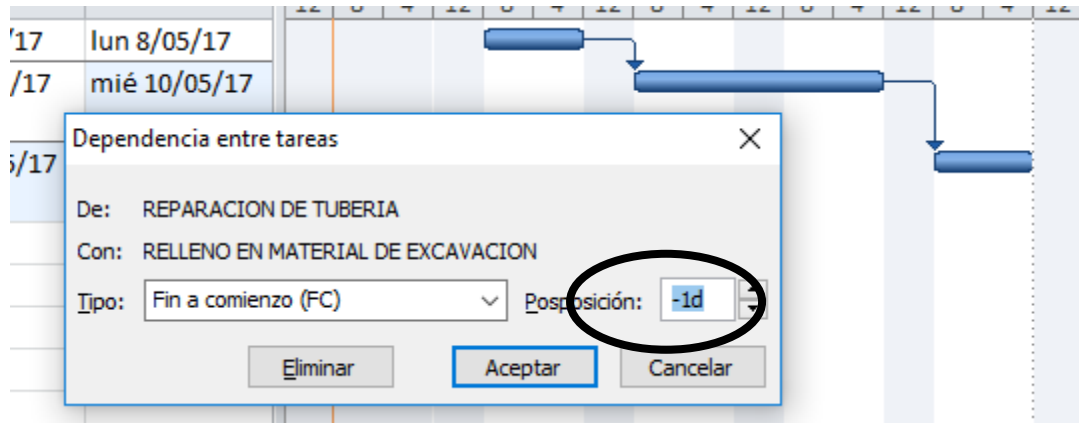 /17 lun 8/05/17
/17 mié 10/05/17
5/17
Dependencia entre tareas
De: REPARACION DE TUBERIA
Con: RELLENO EN MATERIAL DE EXCAVACION
Tipo: Fin a comienzo (FC) Posposición: -1d
Eliminar Aceptar Cancelar